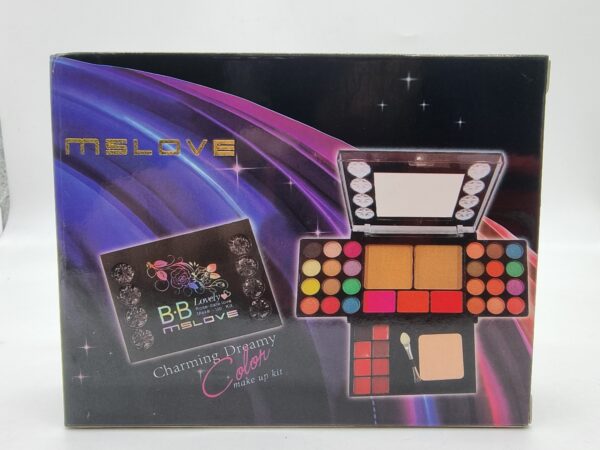 MSLOVE
B·B
Lovely
MSLOVE
Charming Dreamy
Color
make up kit